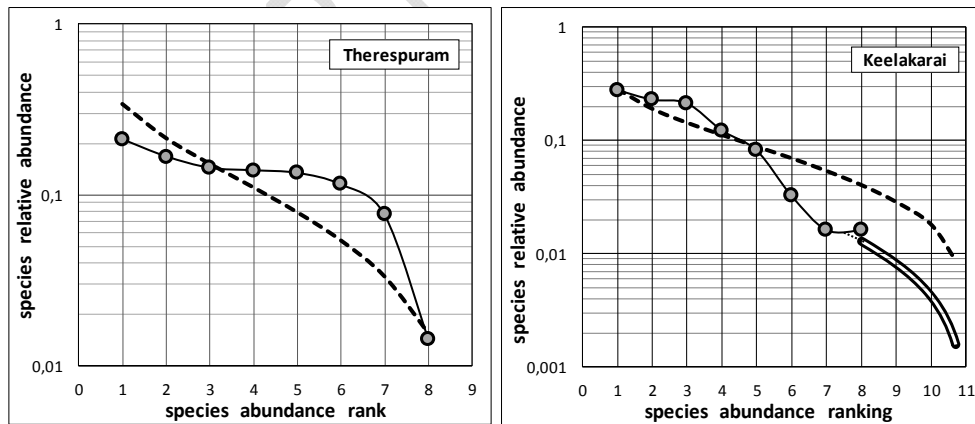 1
Therespuram
species relative abundance
0,1
0,01
0 1 2 3 4 5 6 7 8 9
species abundance rank
1
Keelakarai
species relative abundance
0,1
0,01
0,001
0 1 2 3 4 5 6 7 8 9 10 11
species abundance ranking